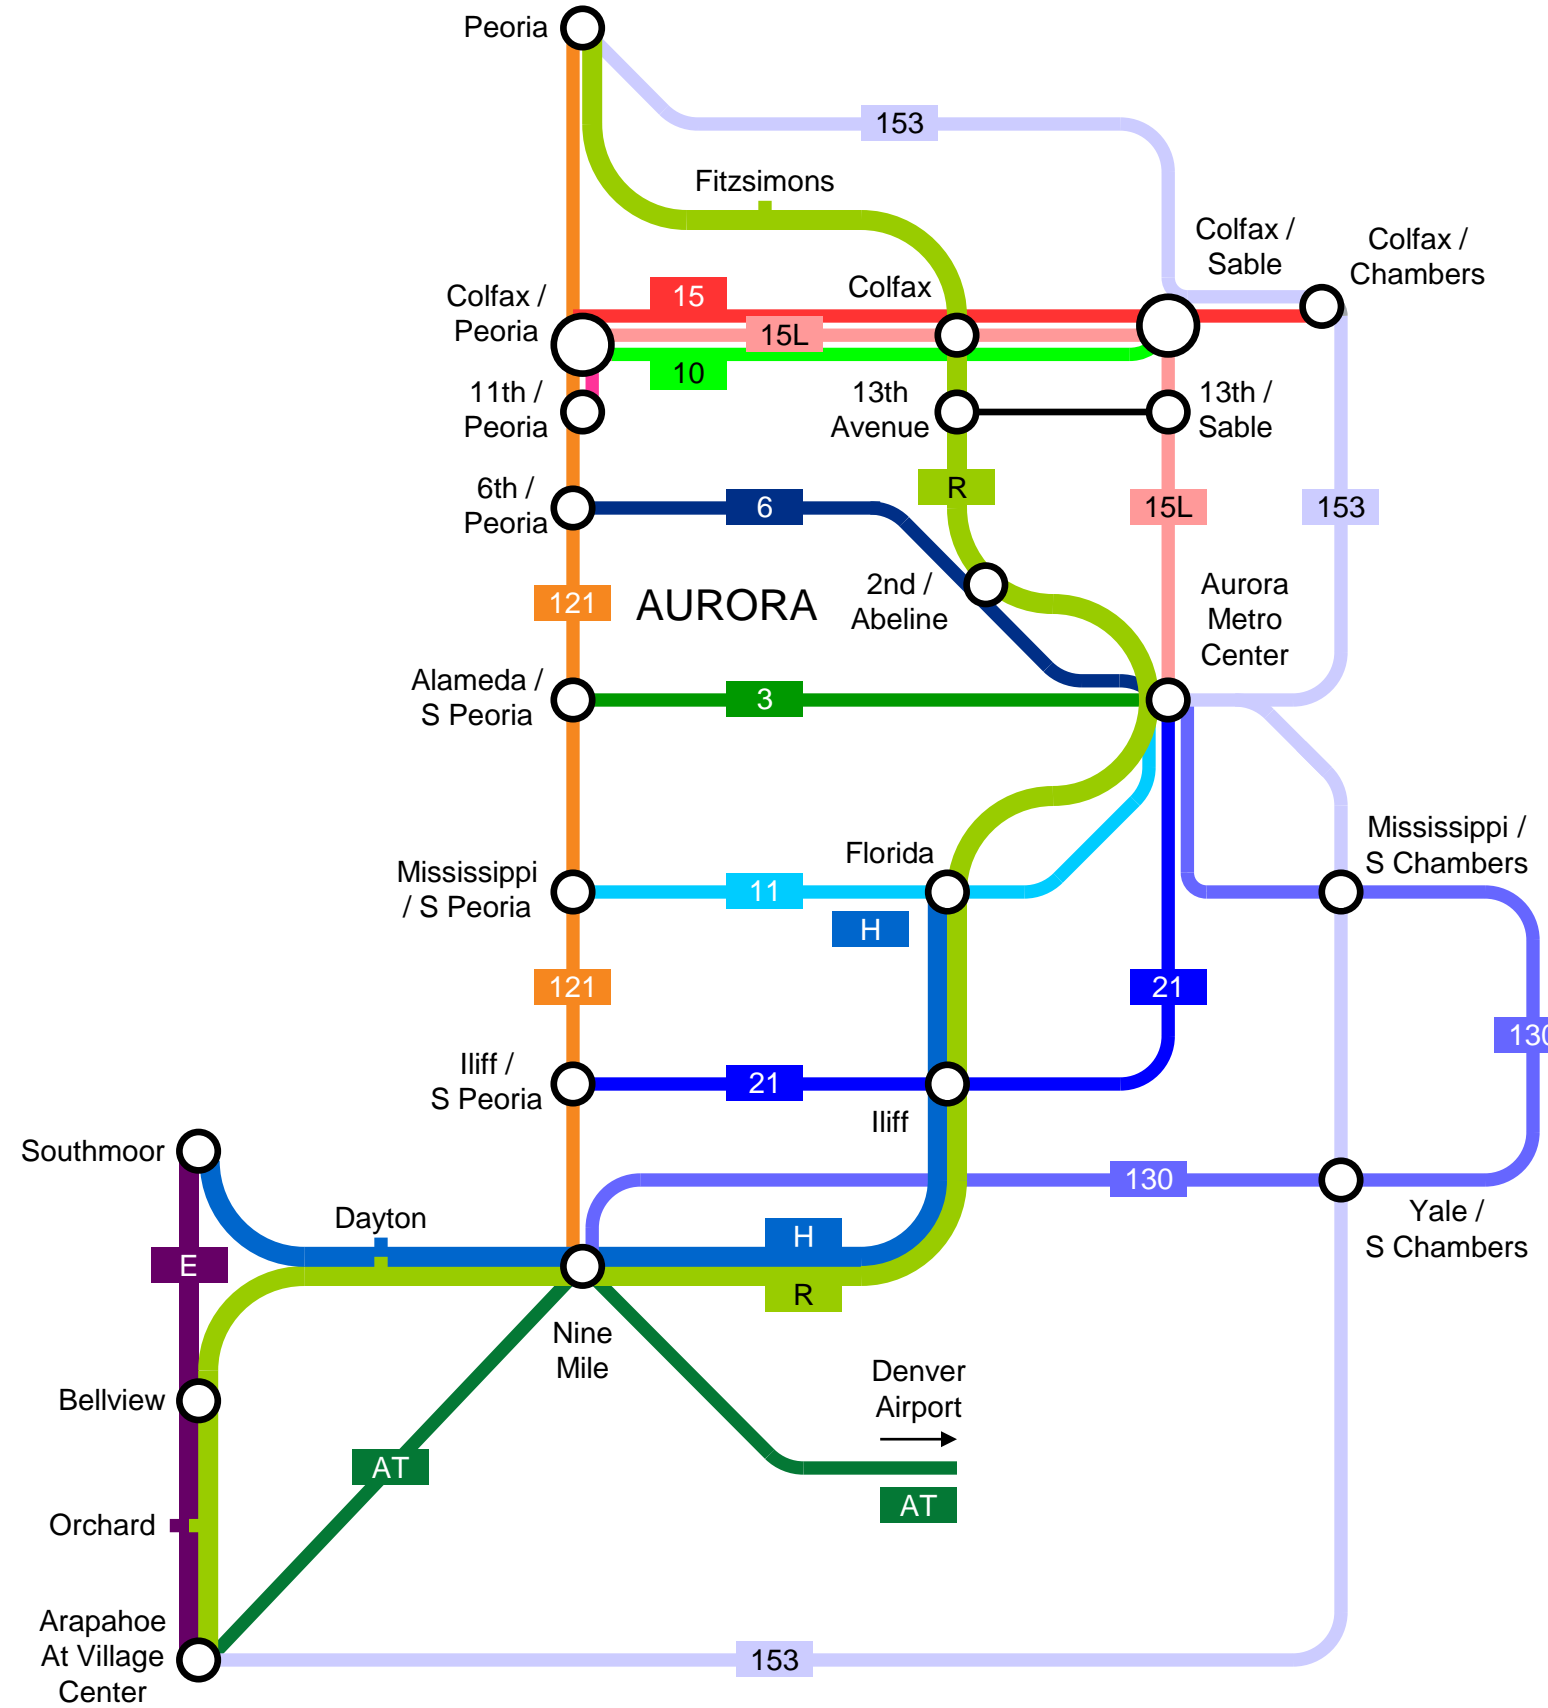 Peoria
153
Fitzsimons
Colfax /
Sable
Colfax /
Chambers
Colfax /
Peoria
15
Colfax
15L
10
11th /
Peoria
13th
Avenue
13th /
Sable
6th /
Peoria
6
R
15L
153
121
AURORA
2nd /
Abeline
Aurora
Metro
Center
Alameda /
S Peoria
3
Mississippi /
S Chambers
Mississippi
/ S Peoria
11
Florida
H
121
21
130
Iliff /
S Peoria
21
Iliff
Southmoor
130
Dayton
H
Yale /
S Chambers
E
R
Nine
Mile
Denver
Airport
Bellview
AT
AT
Orchard
Arapahoe
At Village
Center
153